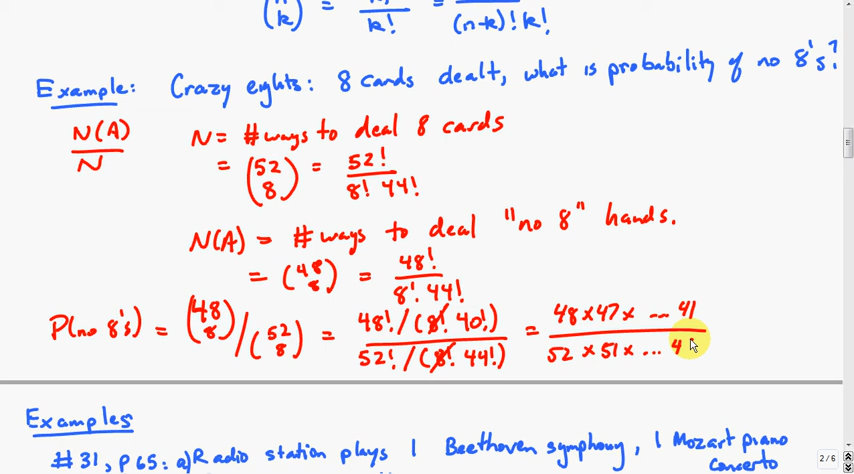 (n k) = k! = (n-k)! k!
Example: Crazy eights: 8 cards dealt, what is probability of no 8's?
N(A) / N
N = # ways to deal 8 cards
= (52 8) = 52! / 8! 44!
N(A) = # ways to deal "no 8" hands.
= (48 8) = 48! / 8! 44!
P(no 8's) = (48 8) / (52 8) = 48! / (8! 40!) / 52! / (8! 44!) = 48 × 47 × ... 41 / 52 × 51 × ... 4
Examples
#31, P65: a) Radio station plays 1 Beethoven symphony, 1 Mozart piano
concerto
2/6